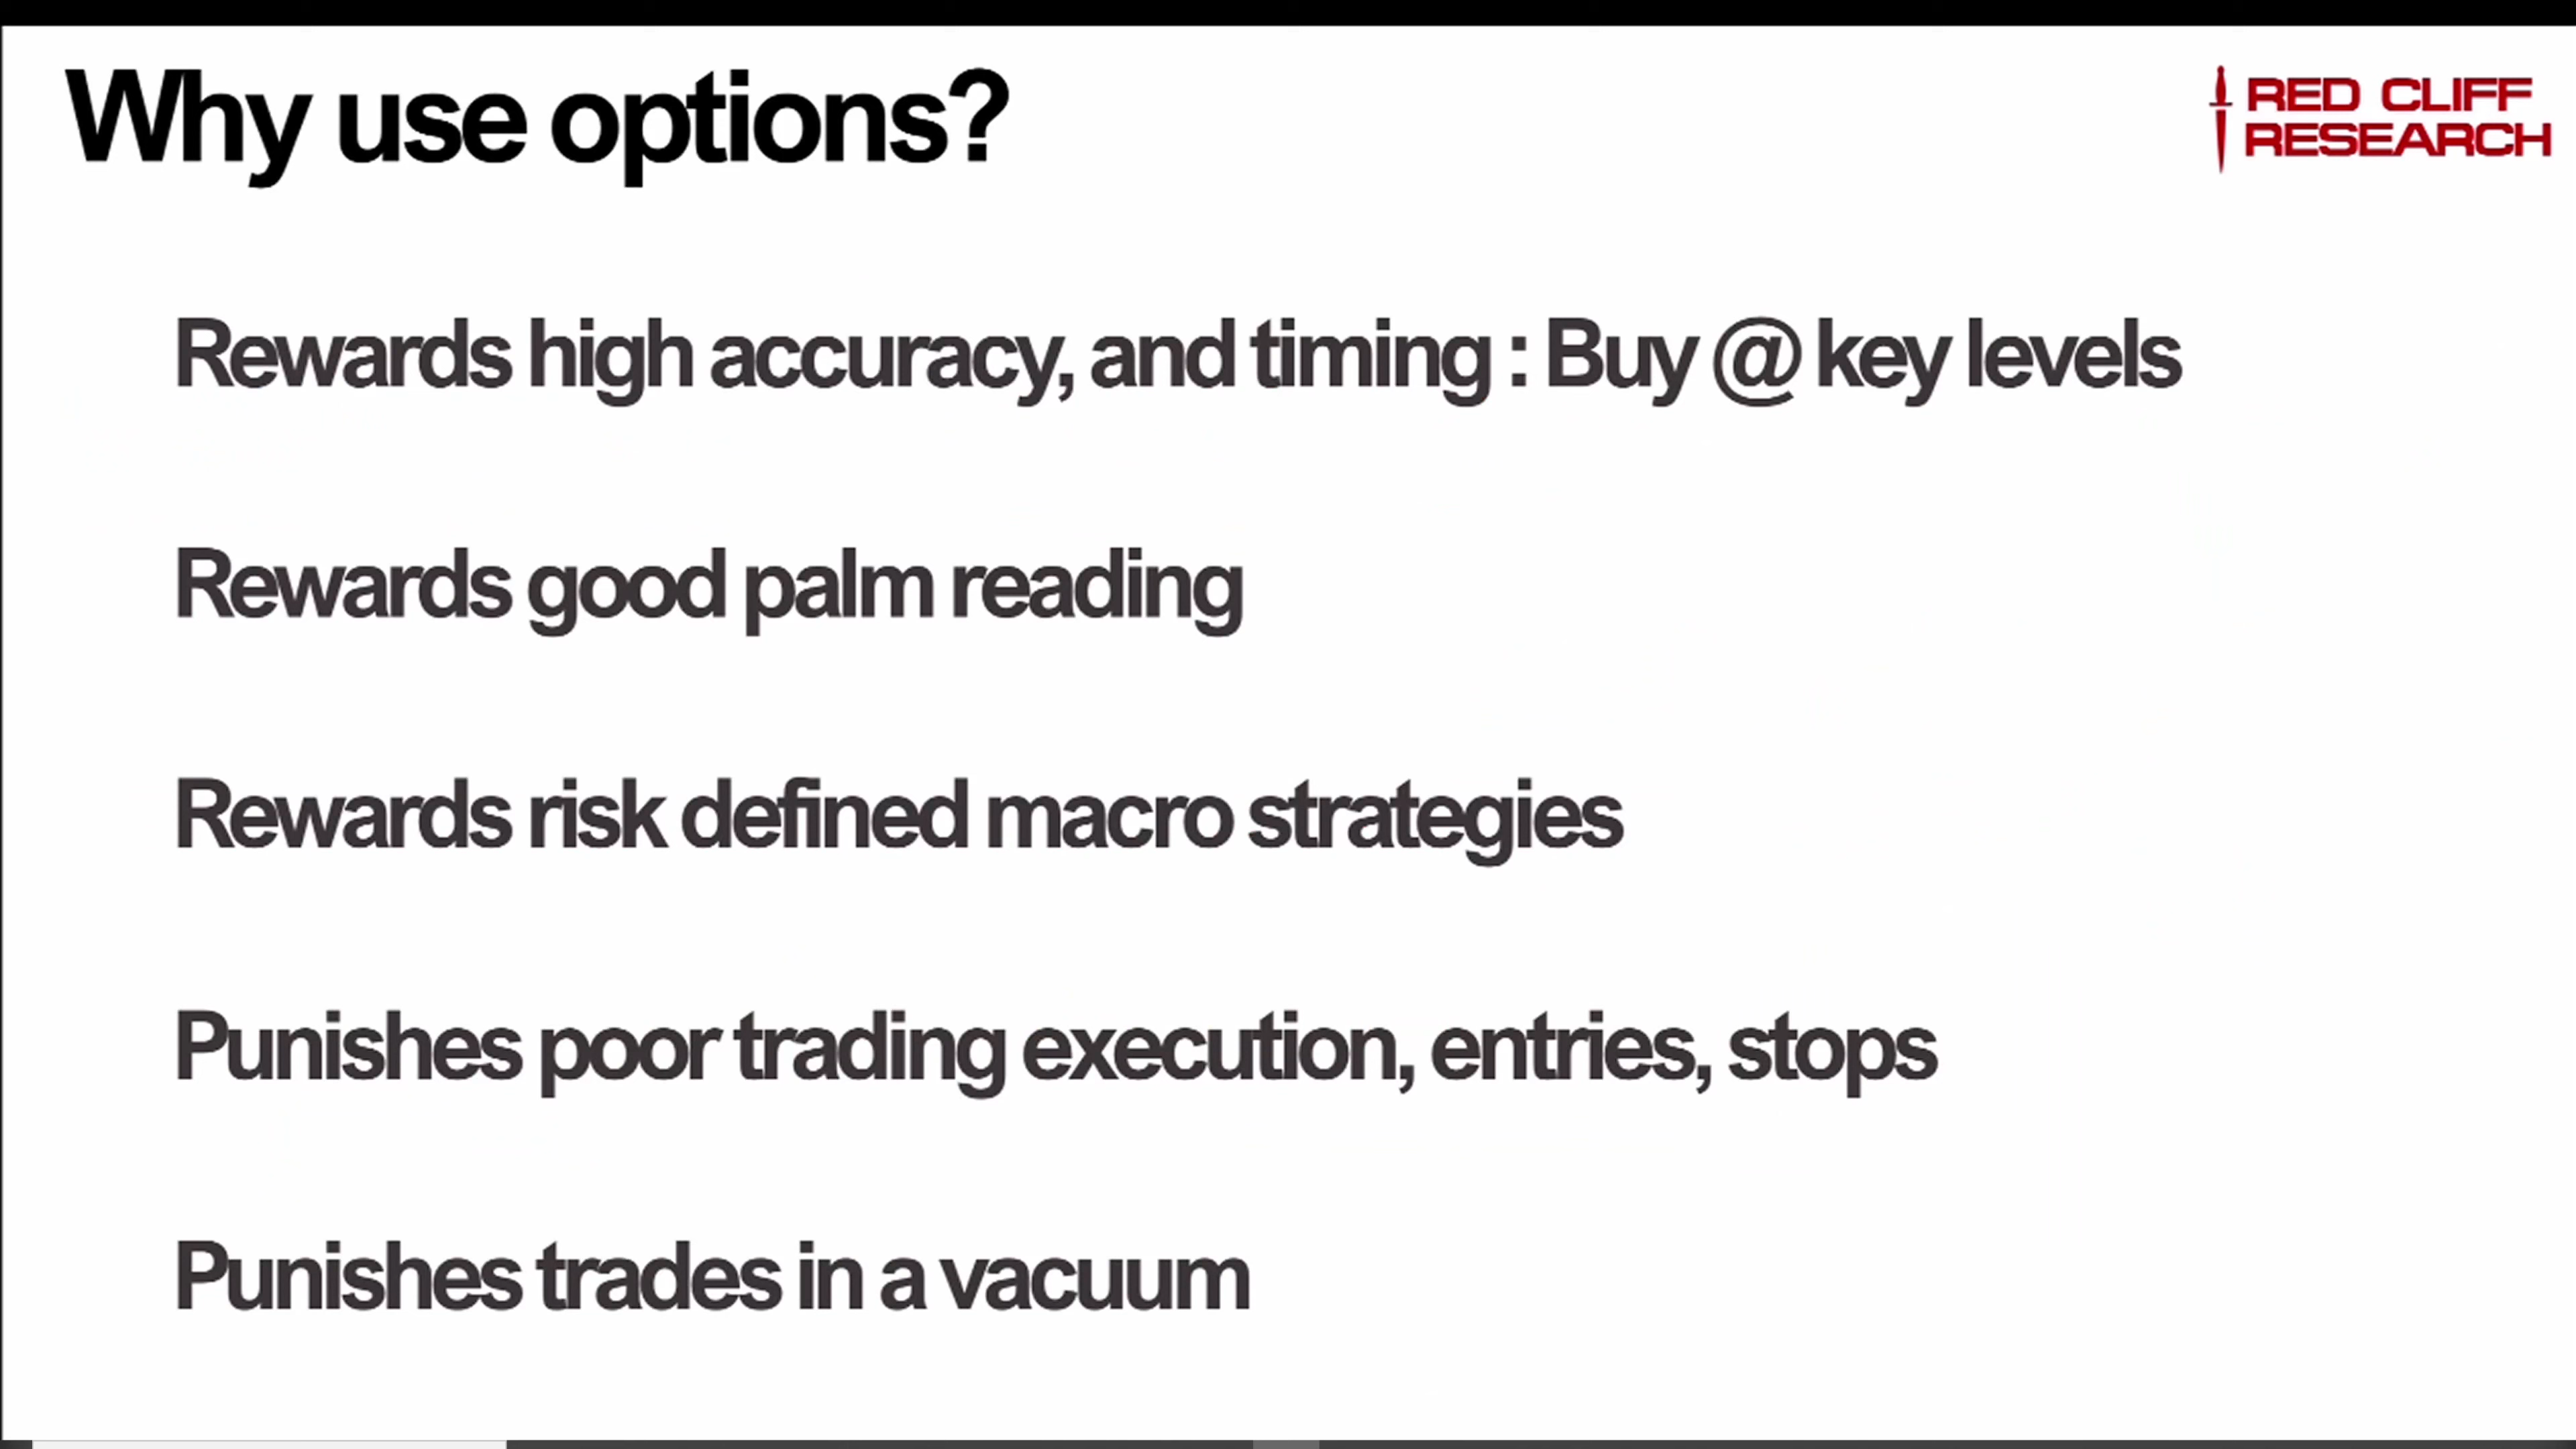 Why use options?
RED CLIFF
RESEARCH
Rewards high accuracy, and timing : Buy @ key levels
Rewards good palm reading
Rewards risk defined macro strategies
Punishes poor trading execution, entries, stops
Punishes trades in a vacuum